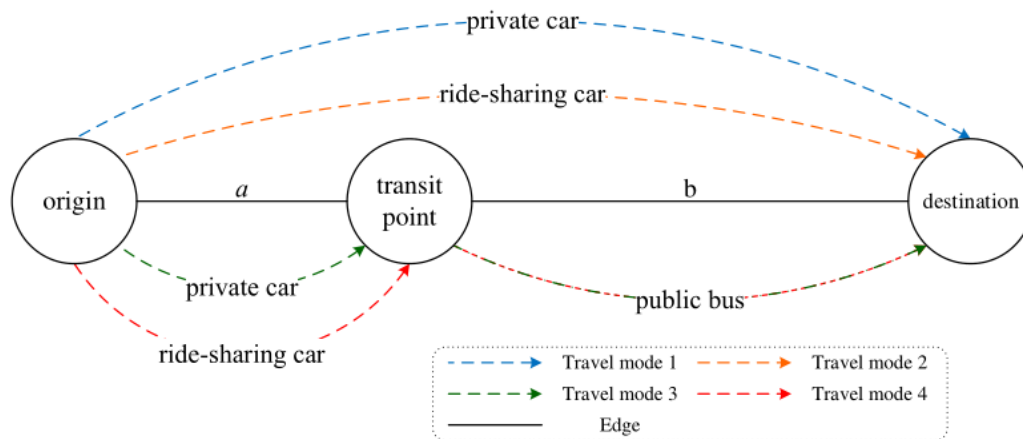 private car
ride-sharing car
origin
a
transit
point
b
destination
private car
public bus
ride-sharing car
Travel mode 1
Travel mode 2
Travel mode 3
Travel mode 4
Edge